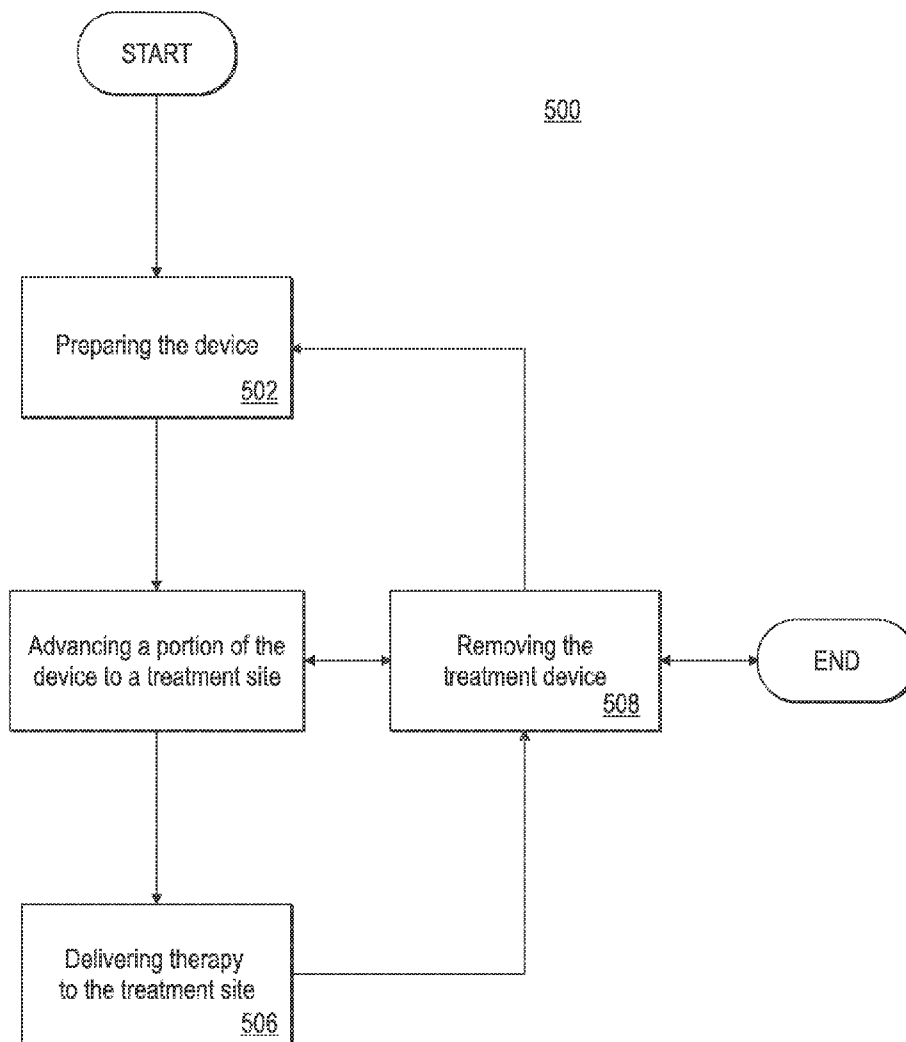 START
500
Preparing the device
502
Advancing a portion of the
device to a treatment site
Removing the
treatment device
508
END
Delivering therapy
to the treatment site
506